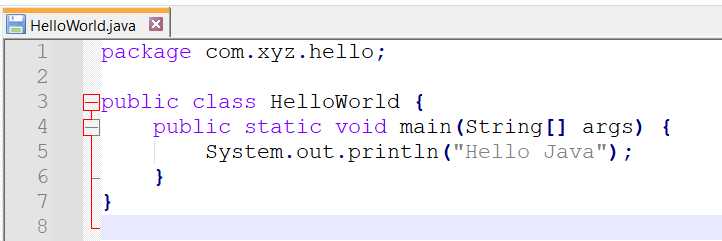 HelloWorld.java
1 package com.xyz.hello;
2
3 public class HelloWorld {
4     public static void main(String[] args) {
5         System.out.println("Hello Java");
6     }
7 }
8